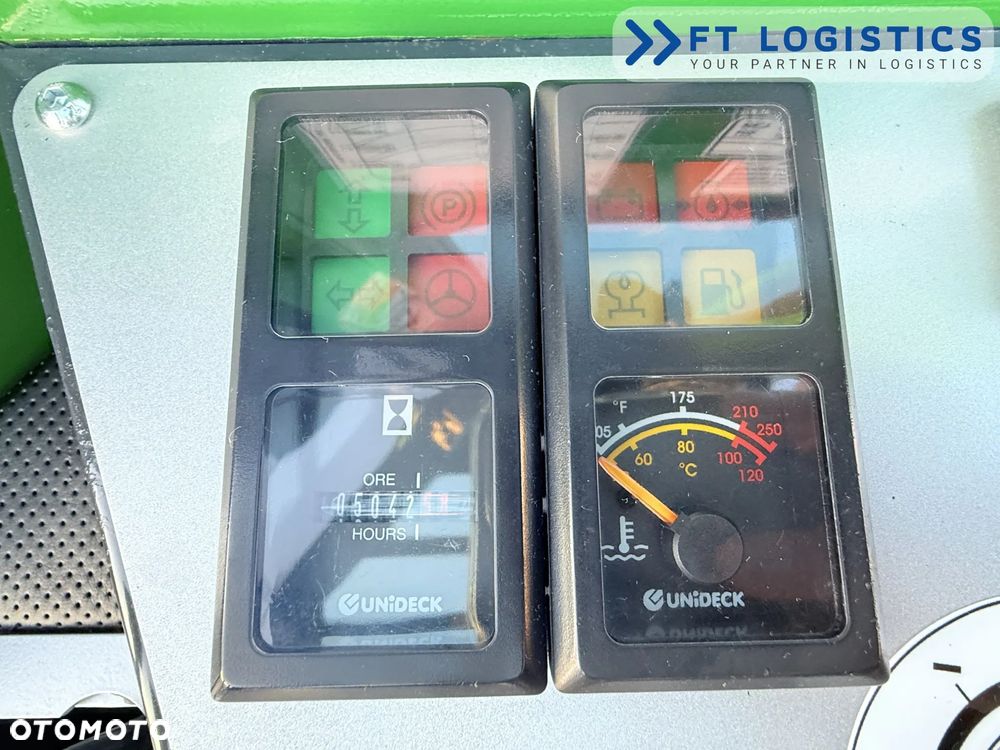 FT LOGISTICS
YOUR PARTNER IN LOGISTICS
P
ORE
05042
HOURS
UNiDECK
°F
175
210
250
05
60
80
100
120
°C
UNiDECK
OTOMOTO